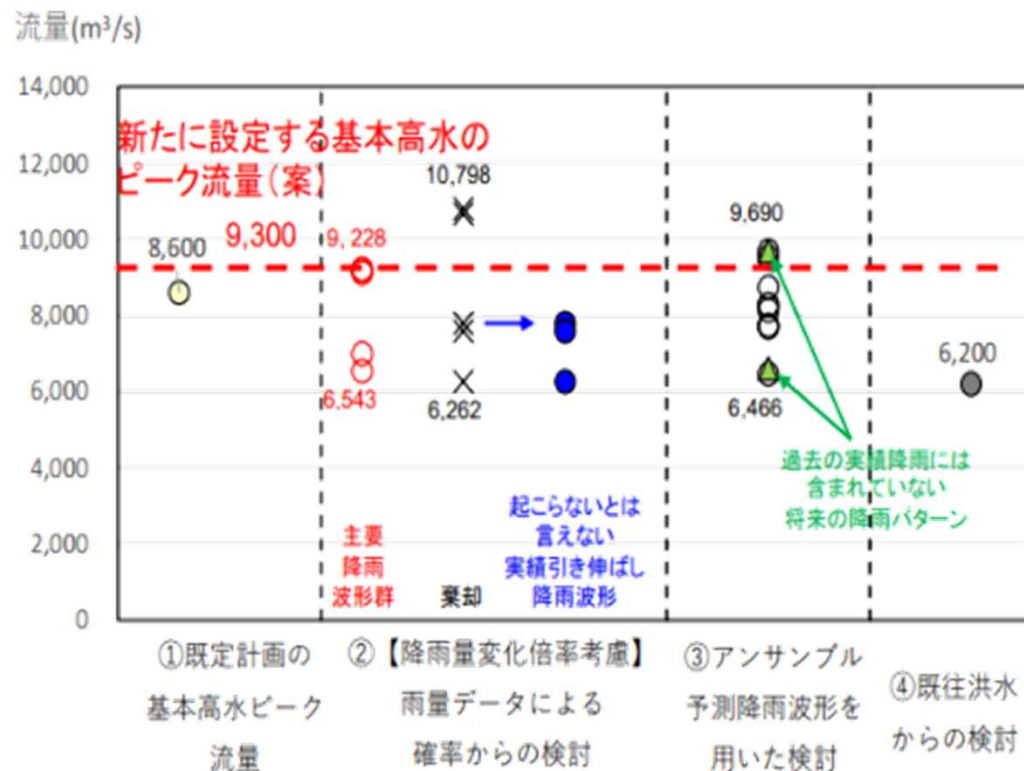 流量(m³/s)
14,000
12,000
10,000
8,000
6,000
4,000
2,000
0
新たに設定する基本高水の
ピーク流量(案)
9,300
8,600
9,228
6,543
10,798
6,262
9,690
6,466
6,200
主要
降雨
波形群
棄却
起こらないとは
言えない
実績引き伸ばし
降雨波形
過去の実績降雨には
含まれていない
将来の降雨パターン
①既定計画の
基本高水ピーク
流量
②【降雨量変化倍率考慮】
雨量データによる
確率からの検討
③アンサンブル
予測降雨波形を
用いた検討
④既往洪水
からの検討